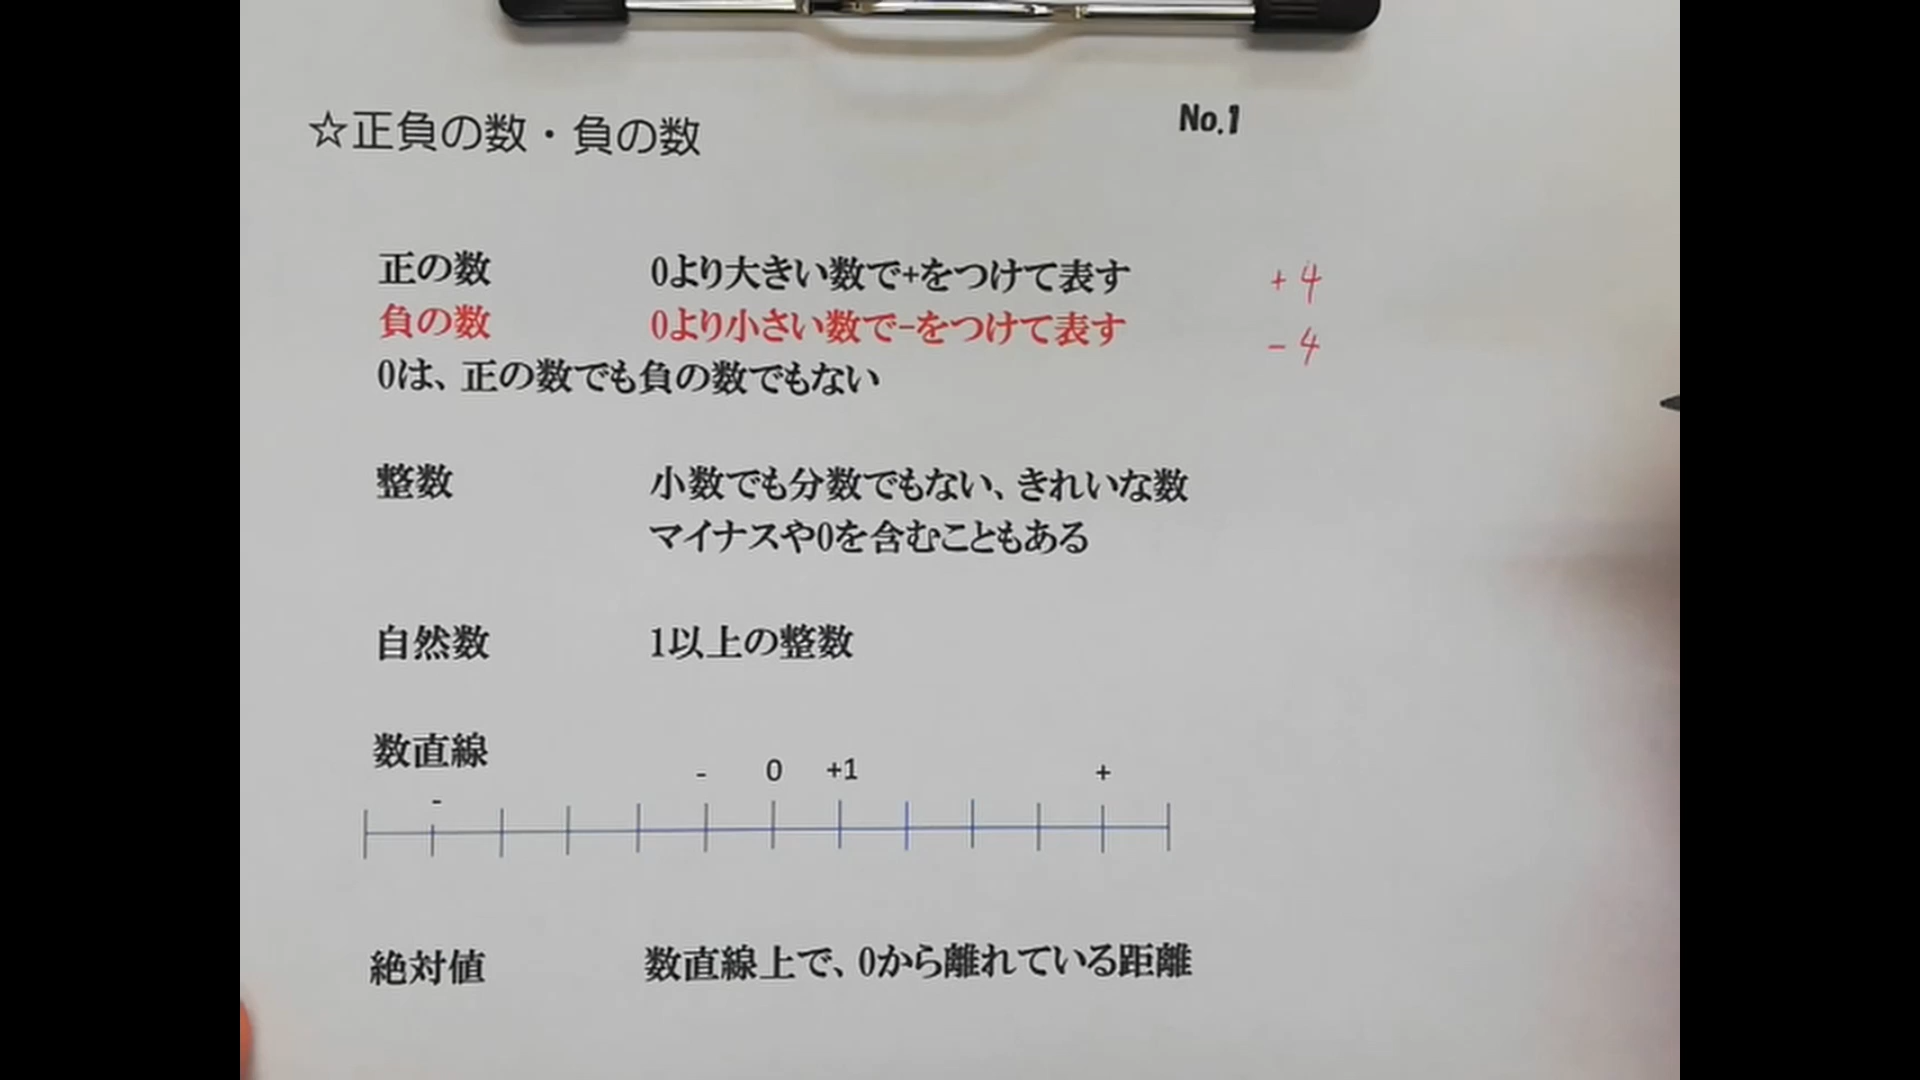 ☆正負の数・負の数
No.1
正の数 0より大きい数で+をつけて表す +4
負の数 0より小さい数で-をつけて表す -4
0は、正の数でも負の数でもない
整数 小数でも分数でもない、きれいな数
マイナスや0を含むこともある
自然数 1以上の整数
数直線
- - 0 +1 +
絶対値 数直線上で、0から離れている距離